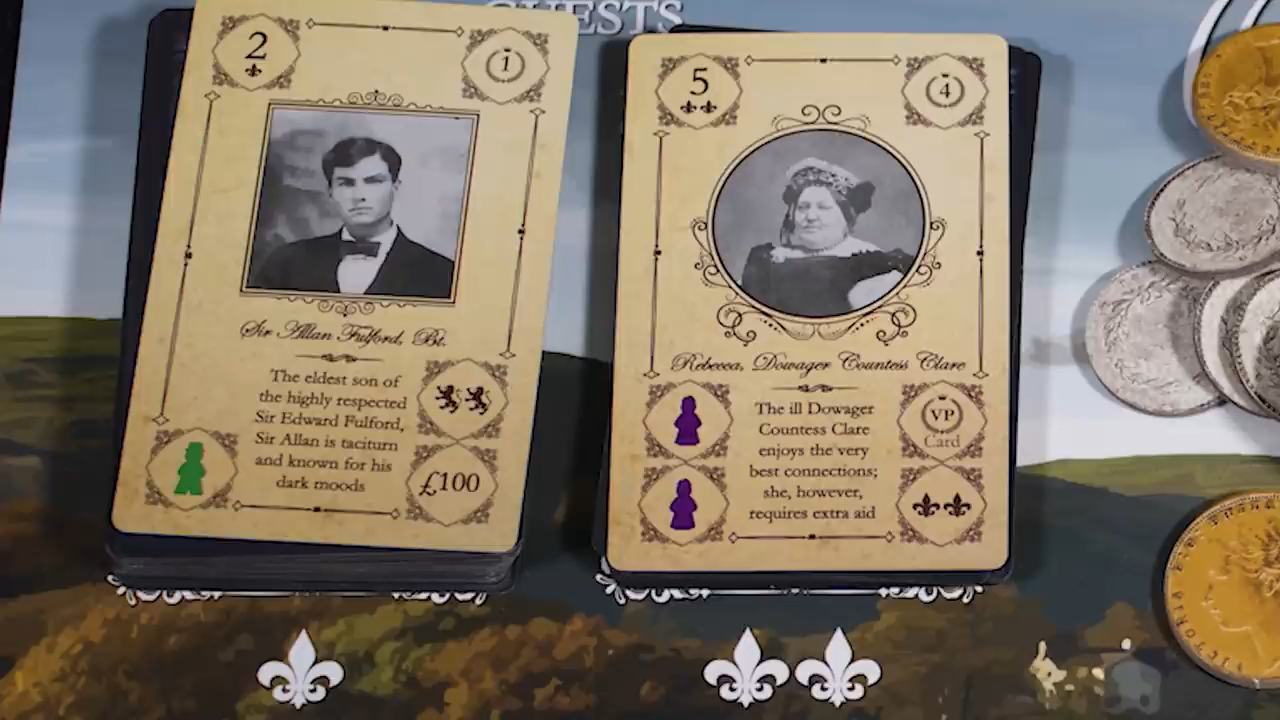 GUESTS
2
1
Sir Allan Fulford, Bt.
The eldest son of
the highly respected
Sir Edward Fulford,
Sir Allan is taciturn
and known for his
dark moods
£100
5
4
Rebecca, Dowager Countess Clare
The ill Dowager
Countess Clare
enjoys the very
best connections;
she, however,
requires extra aid
VP
Card
VICTORIA